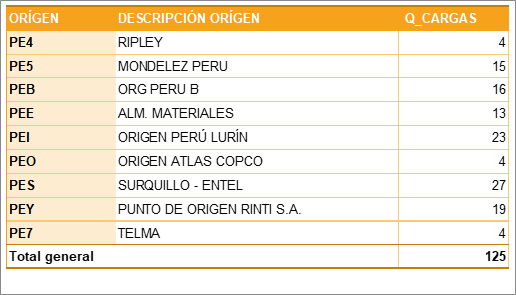 ORÍGEN DESCRIPCIÓN ORÍGEN Q_CARGAS
PE4 RIPLEY 4
PE5 MONDELEZ PERU 15
PEB ORG PERU B 16
PEE ALM. MATERIALES 13
PEI ORIGEN PERÚ LURÍN 23
PEO ORIGEN ATLAS COPCO 4
PES SURQUILLO - ENTEL 27
PEY PUNTO DE ORIGEN RINTI S.A. 19
PE7 TELMA 4
Total general 125